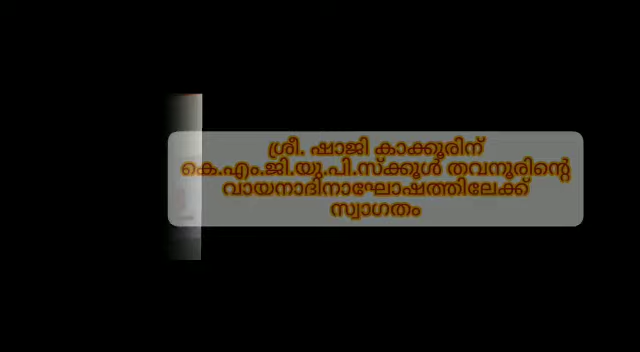 ശ്രീ. ഷാജി കാക്കൂരിന്
കെ.എം.ജി.യു.പി.സ്ക്കൂൾ തവനൂരിന്റെ
വായനാദിനാഘോഷത്തിലേക്ക്
സ്വാഗതം